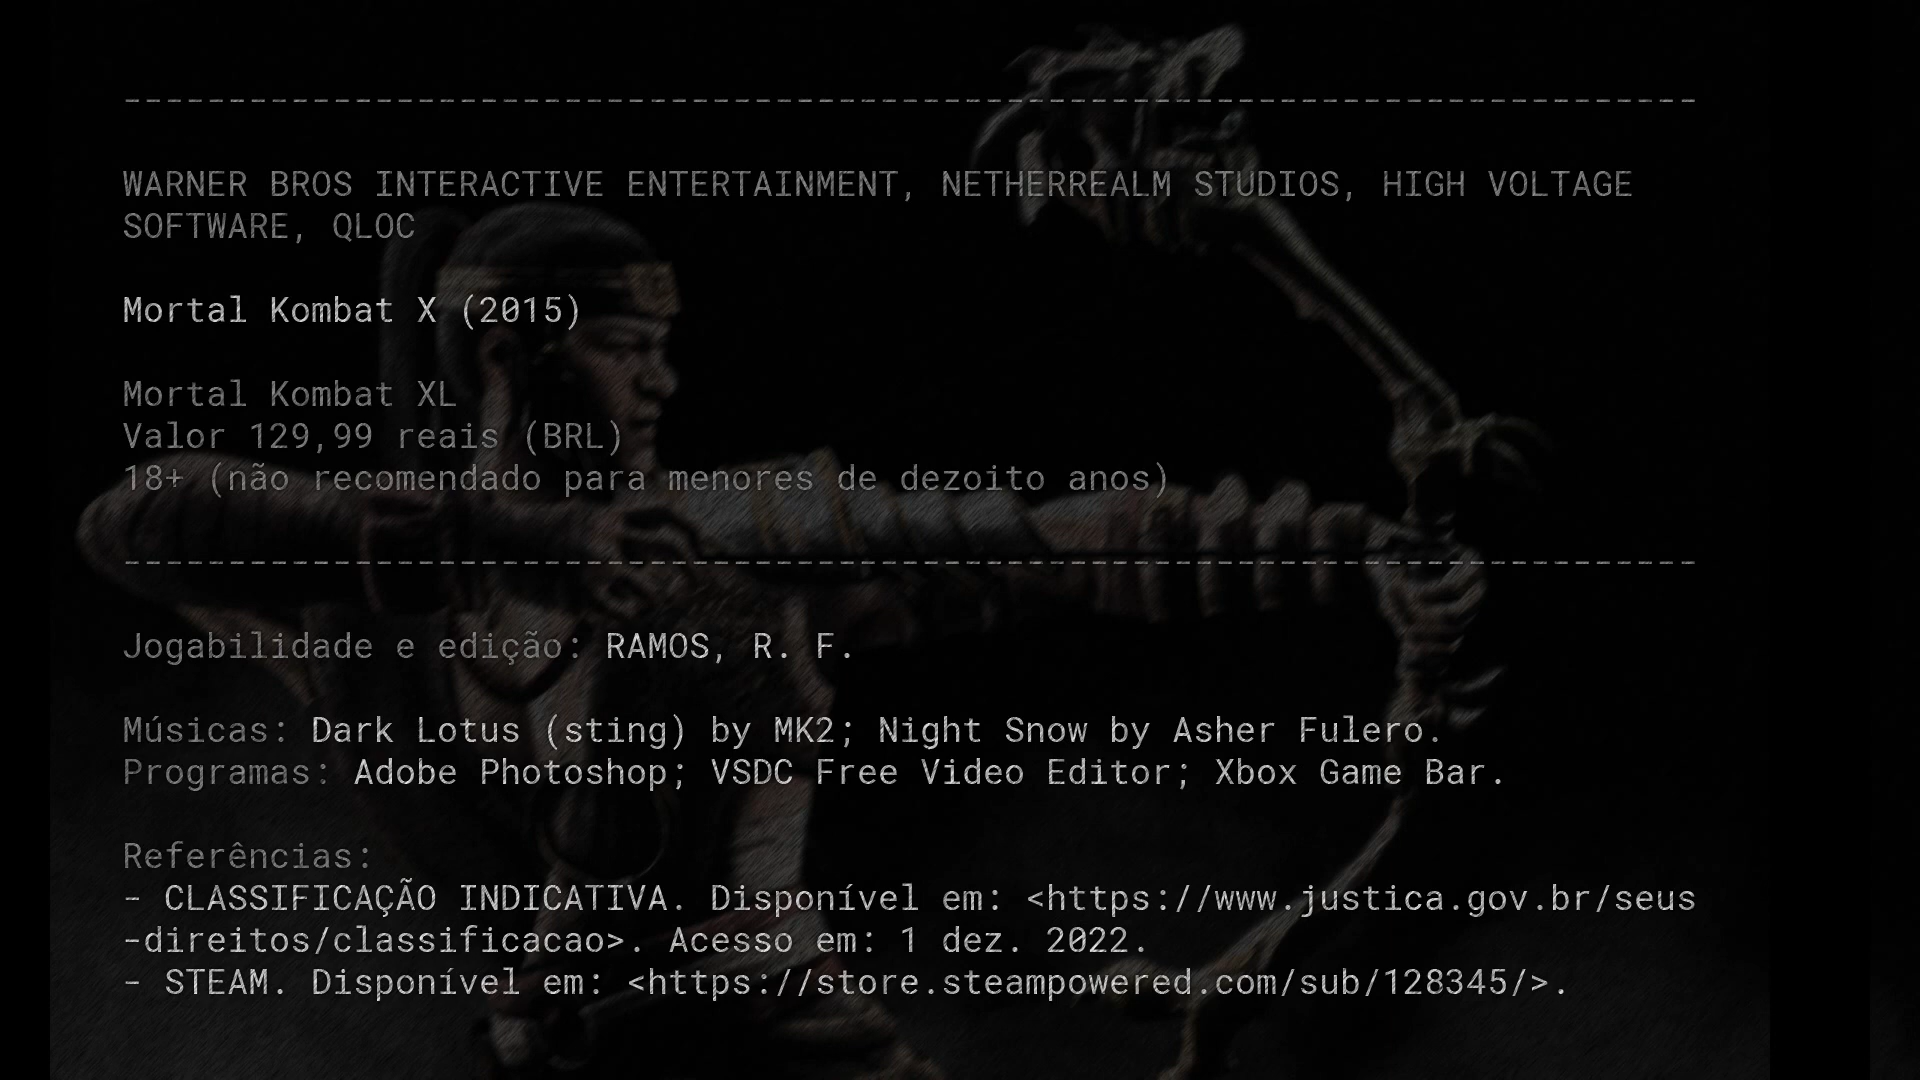 ---------------------------------------------------------------------------
WARNER BROS INTERACTIVE ENTERTAINMENT, NETHERREALM STUDIOS, HIGH VOLTAGE
SOFTWARE, QLOC
Mortal Kombat X (2015)
Mortal Kombat XL
Valor 129,99 reais (BRL)
18+ (não recomendado para menores de dezoito anos)
---------------------------------------------------------------------------
Jogabilidade e edição: RAMOS, R. F.
Músicas: Dark Lotus (sting) by MK2; Night Snow by Asher Fulero.
Programas: Adobe Photoshop; VSDC Free Video Editor; Xbox Game Bar.
Referências:
- CLASSIFICAÇÃO INDICATIVA. Disponível em: <https://www.justica.gov.br/seus
-direitos/classificacao>. Acesso em: 1 dez. 2022.
- STEAM. Disponível em: <https://store.steampowered.com/sub/128345/>.